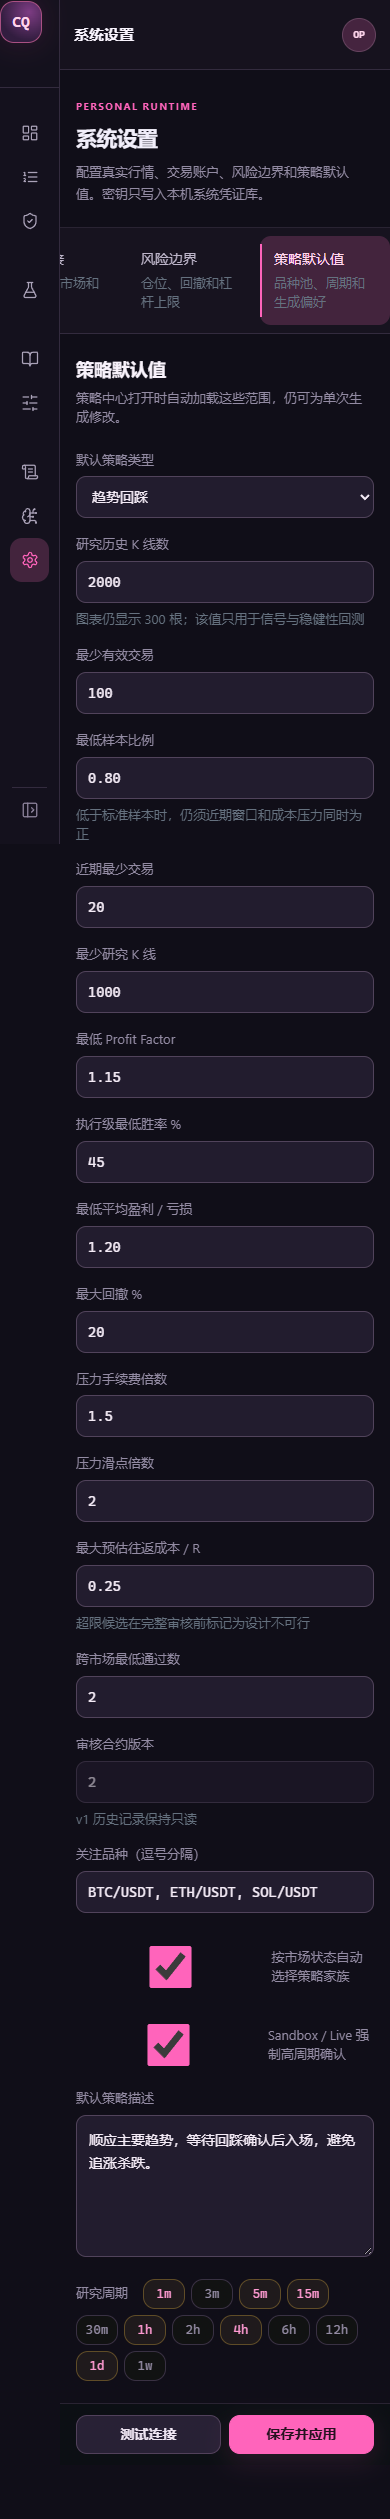 CQ
系统设置
OP
PERSONAL RUNTIME
系统设置
配置真实行情、交易账户、风险边界和策略默认
值。密钥只写入本机系统凭证库。
市场和
风险边界
仓位、回撤和杠
杆上限
策略默认值
品种池、周期和
生成偏好
策略默认值
策略中心打开时自动加载这些范围，仍可为单次生
成修改。
默认策略类型
趋势回踩
研究历史 K 线数
2000
图表仍显示 300 根；该值只用于信号与稳健性回测
最少有效交易
100
最低样本比例
0.80
低于标准样本时，仍须近期窗口和成本压力同时为
正
近期最少交易
20
最少研究 K 线
1000
最低 Profit Factor
1.15
执行级最低胜率 %
45
最低平均盈利 / 亏损
1.20
最大回撤 %
20
压力手续费倍数
1.5
压力滑点倍数
2
最大预估往返成本 / R
0.25
超限候选在完整审核前标记为设计不可行
跨市场最低通过数
2
审核合约版本
2
v1 历史记录保持只读
关注品种（逗号分隔）
BTC/USDT, ETH/USDT, SOL/USDT
按市场状态自动
选择策略家族
Sandbox / Live 强
制高周期确认
默认策略描述
顺应主要趋势，等待回踩确认后入场，避免
追涨杀跌。
研究周期 1m 3m 5m 15m
30m 1h 2h 4h 6h 12h
1d 1w
测试连接 保存并应用